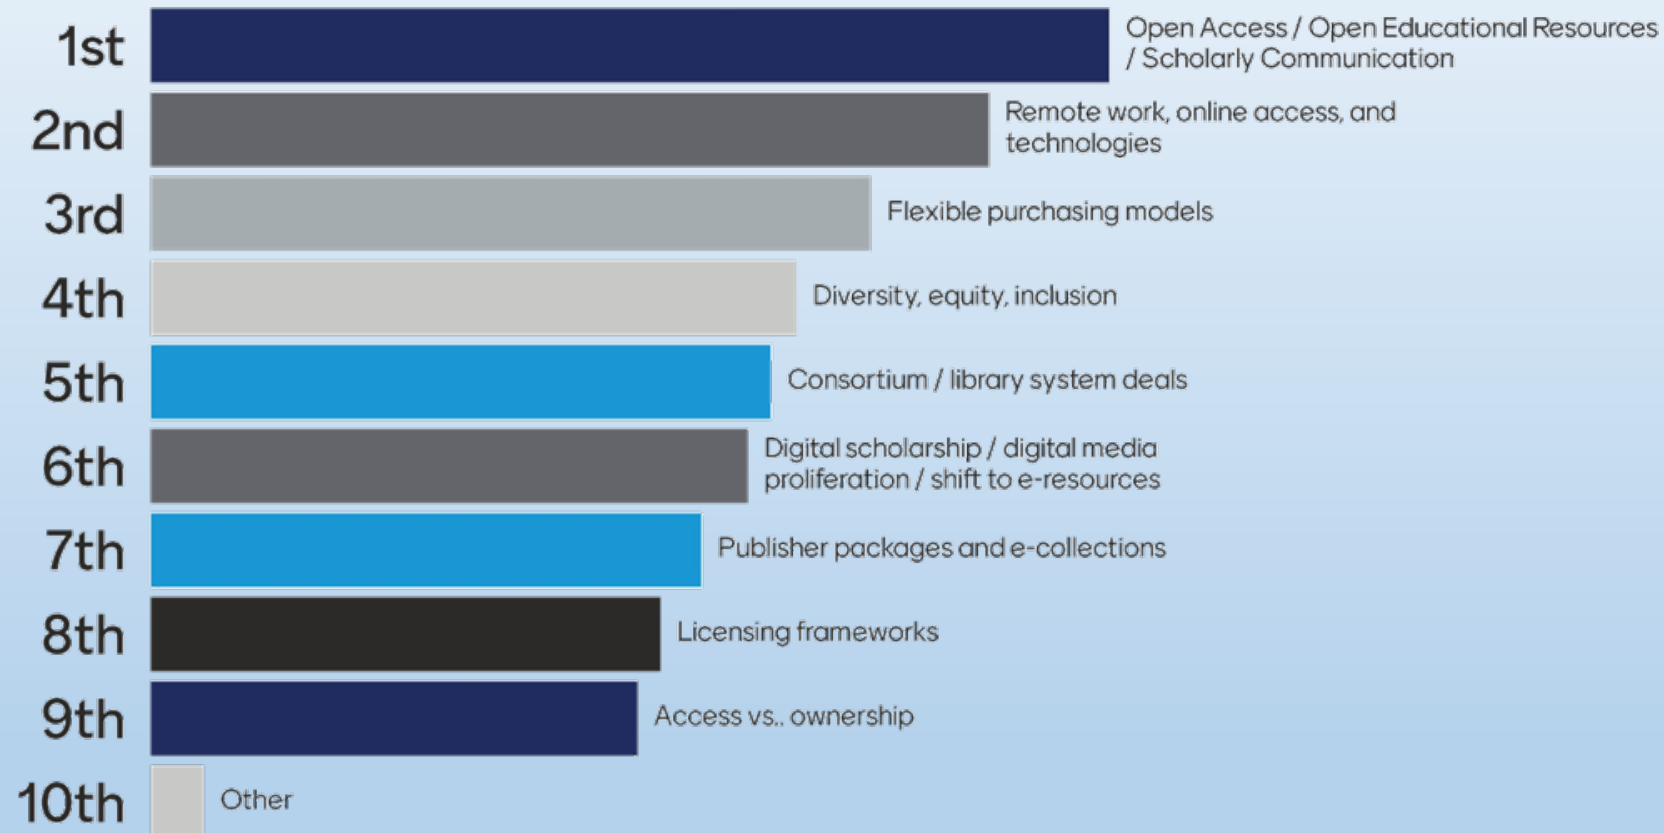 1st
Open Access / Open Educational Resources
/ Scholarly Communication
2nd
Remote work, online access, and
technologies
3rd
Flexible purchasing models
4th
Diversity, equity, inclusion
5th
Consortium / library system deals
6th
Digital scholarship / digital media
proliferation / shift to e-resources
7th
Publisher packages and e-collections
8th
Licensing frameworks
9th
Access vs.. ownership
10th
Other